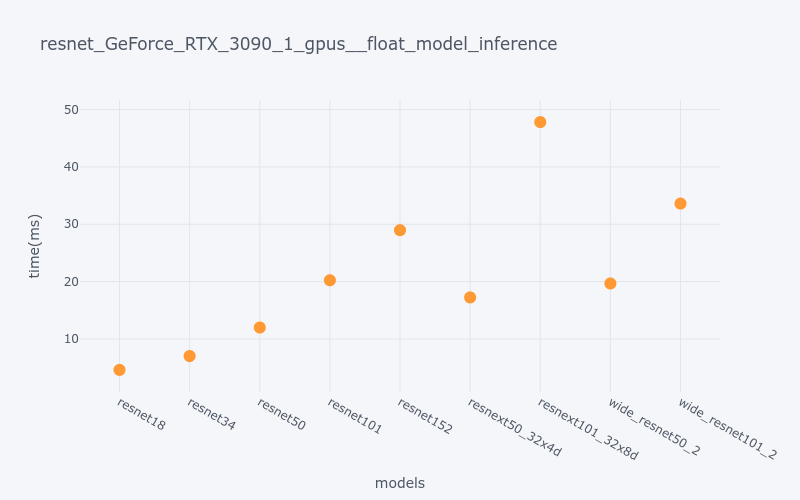 resnet_GeForce_RTX_3090_1_gpus__float_model_inference
time(ms)
50
40
30
20
10
resnet18
resnet34
resnet50
resnet101
resnet152
resnext50_32x4d
resnext101_32x8d
wide_resnet50_2
wide_resnet101_2
models